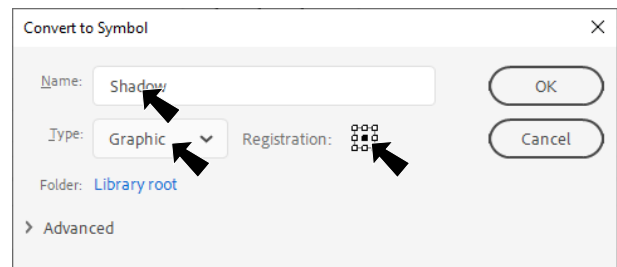 Convert to Symbol
Name: Shadow OK
Type: Graphic Registration: Cancel
Folder: Library root
Advanced